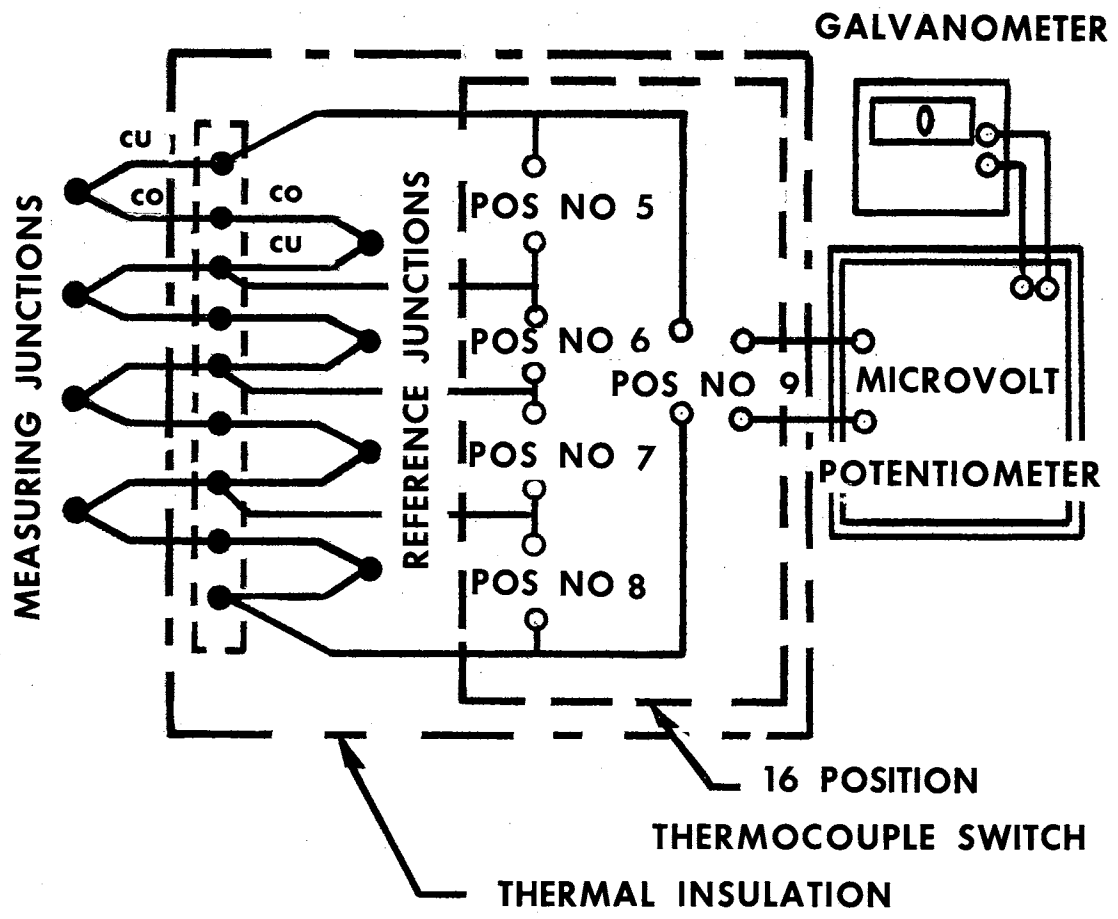 GALVANOMETER
0
cu
co
co
cu
MEASURING JUNCTIONS
REFERENCE JUNCTIONS
POS NO 5
POS NO 6
POS NO 9
POS NO 7
POS NO 8
MICROVOLT
POTENTIOMETER
16 POSITION
THERMOCOUPLE SWITCH
THERMAL INSULATION